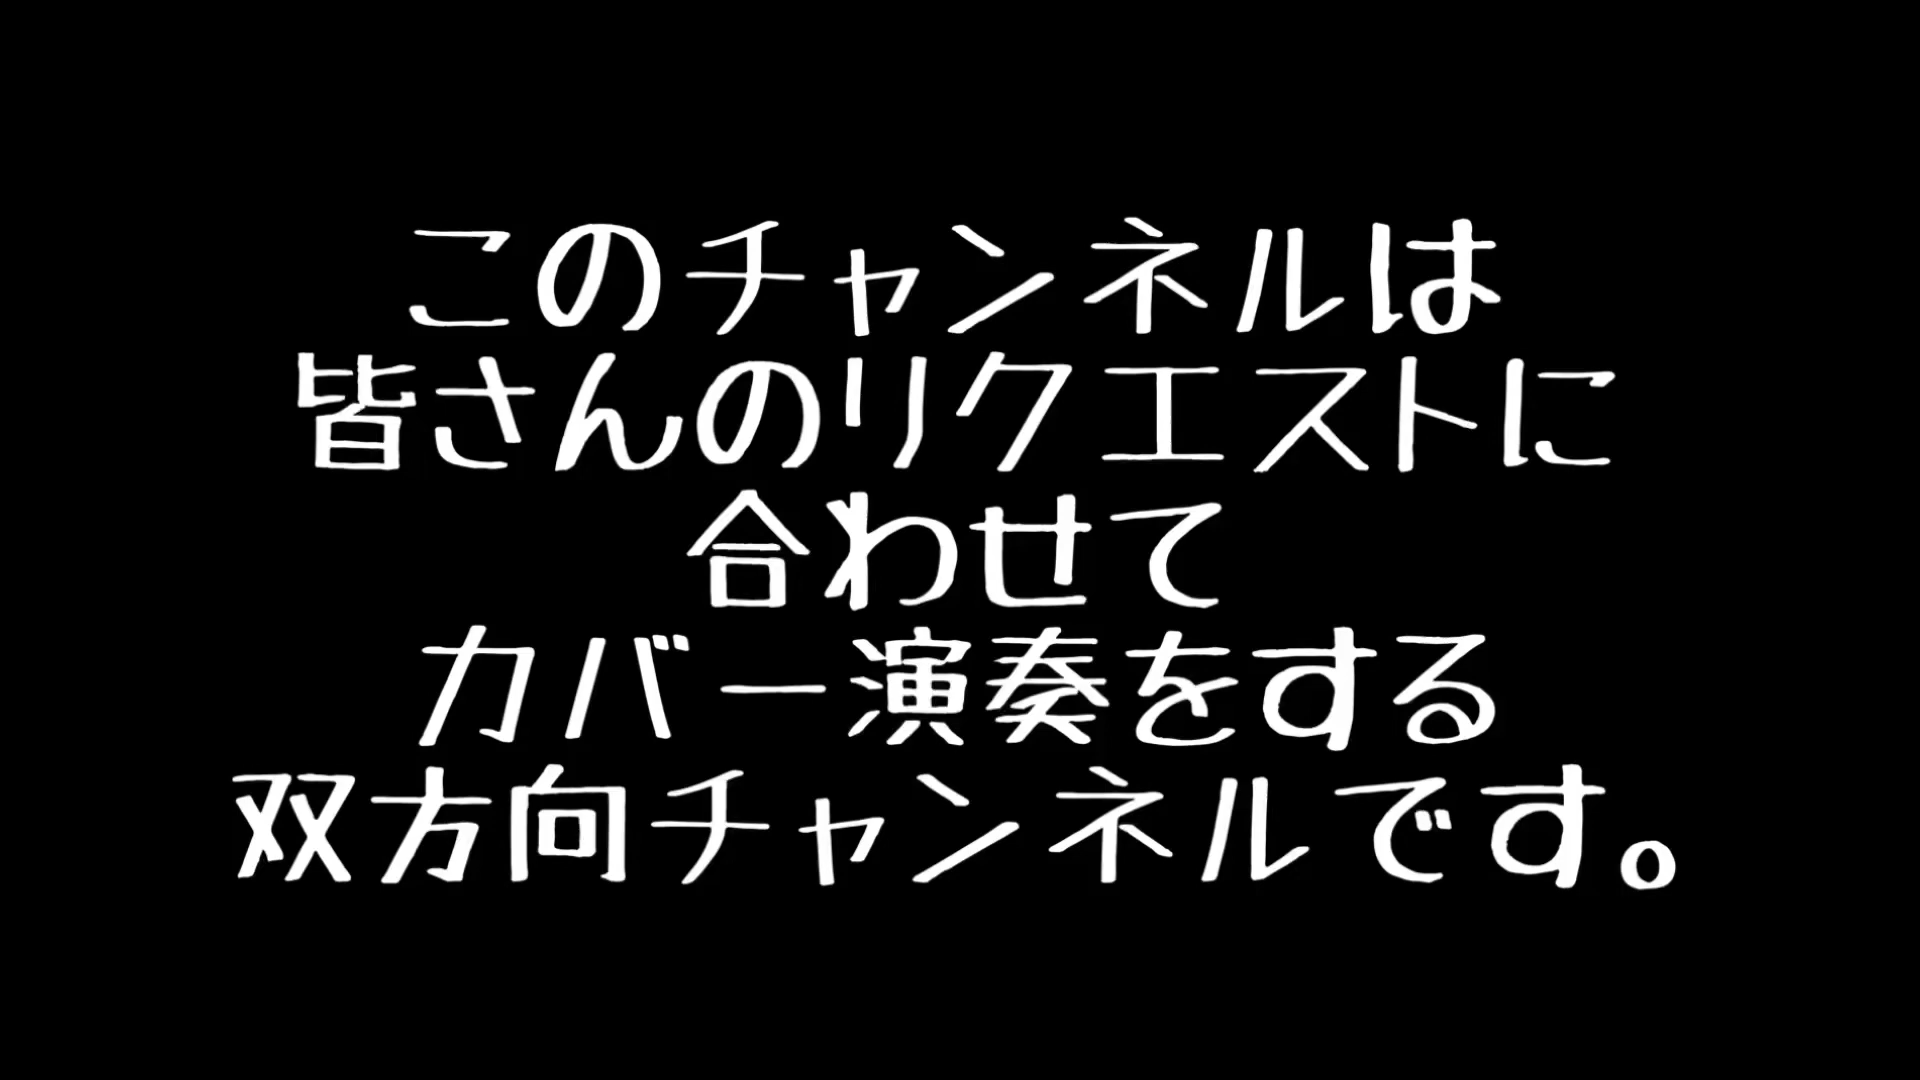 このチャンネルは
皆さんのリクエストに
合わせて
カバー演奏をする
双方向チャンネルです。